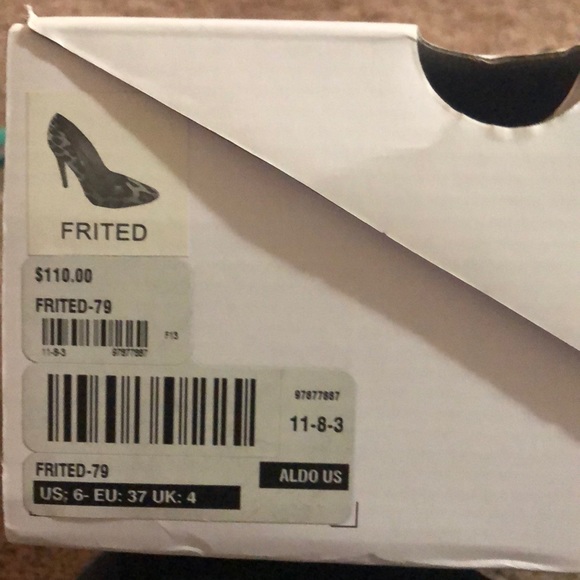 FRITED
$110.00
FRITED-79
F13
11-8-3 97877887
97877887
11-8-3
FRITED-79
ALDO US
US; 6- EU: 37 UK: 4